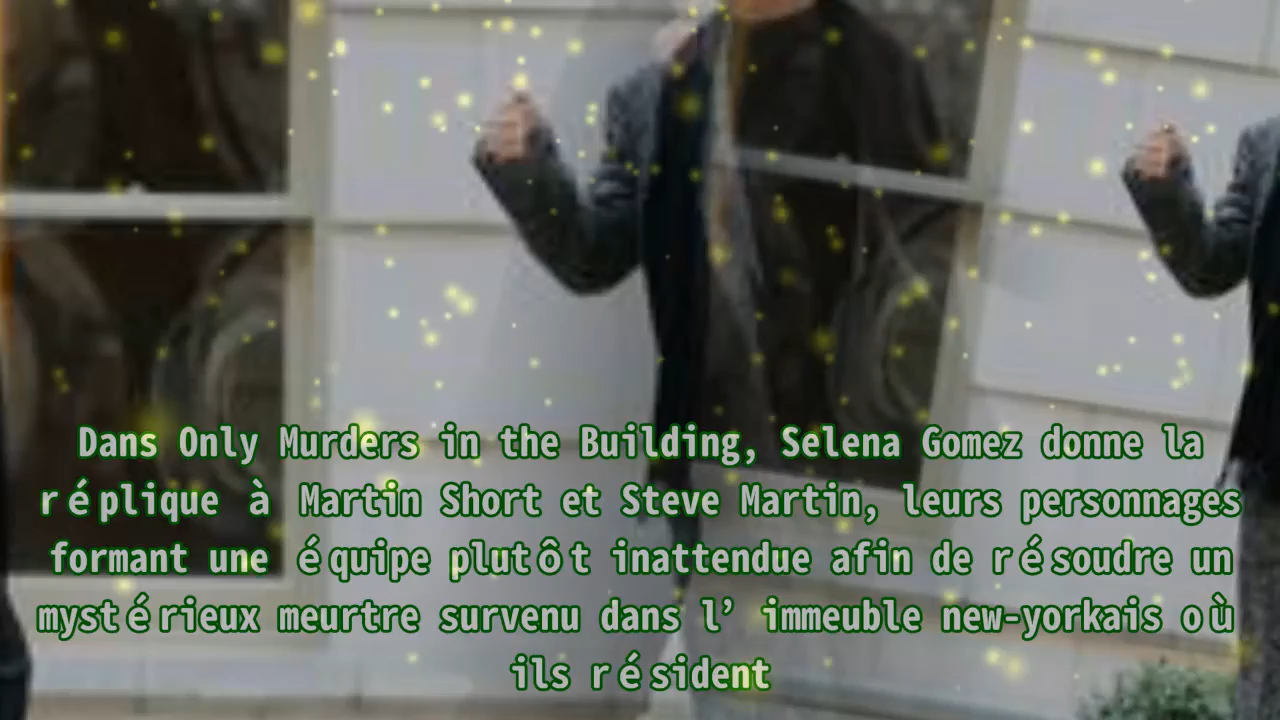 Dans Only Murders in the Building, Selena Gomez donne la
réplique à Martin Short et Steve Martin, leurs personnages
formant une équipe plutôt inattendue afin de résoudre un
mystérieux meurtre survenu dans l’immeuble new-yorkais où
ils résident